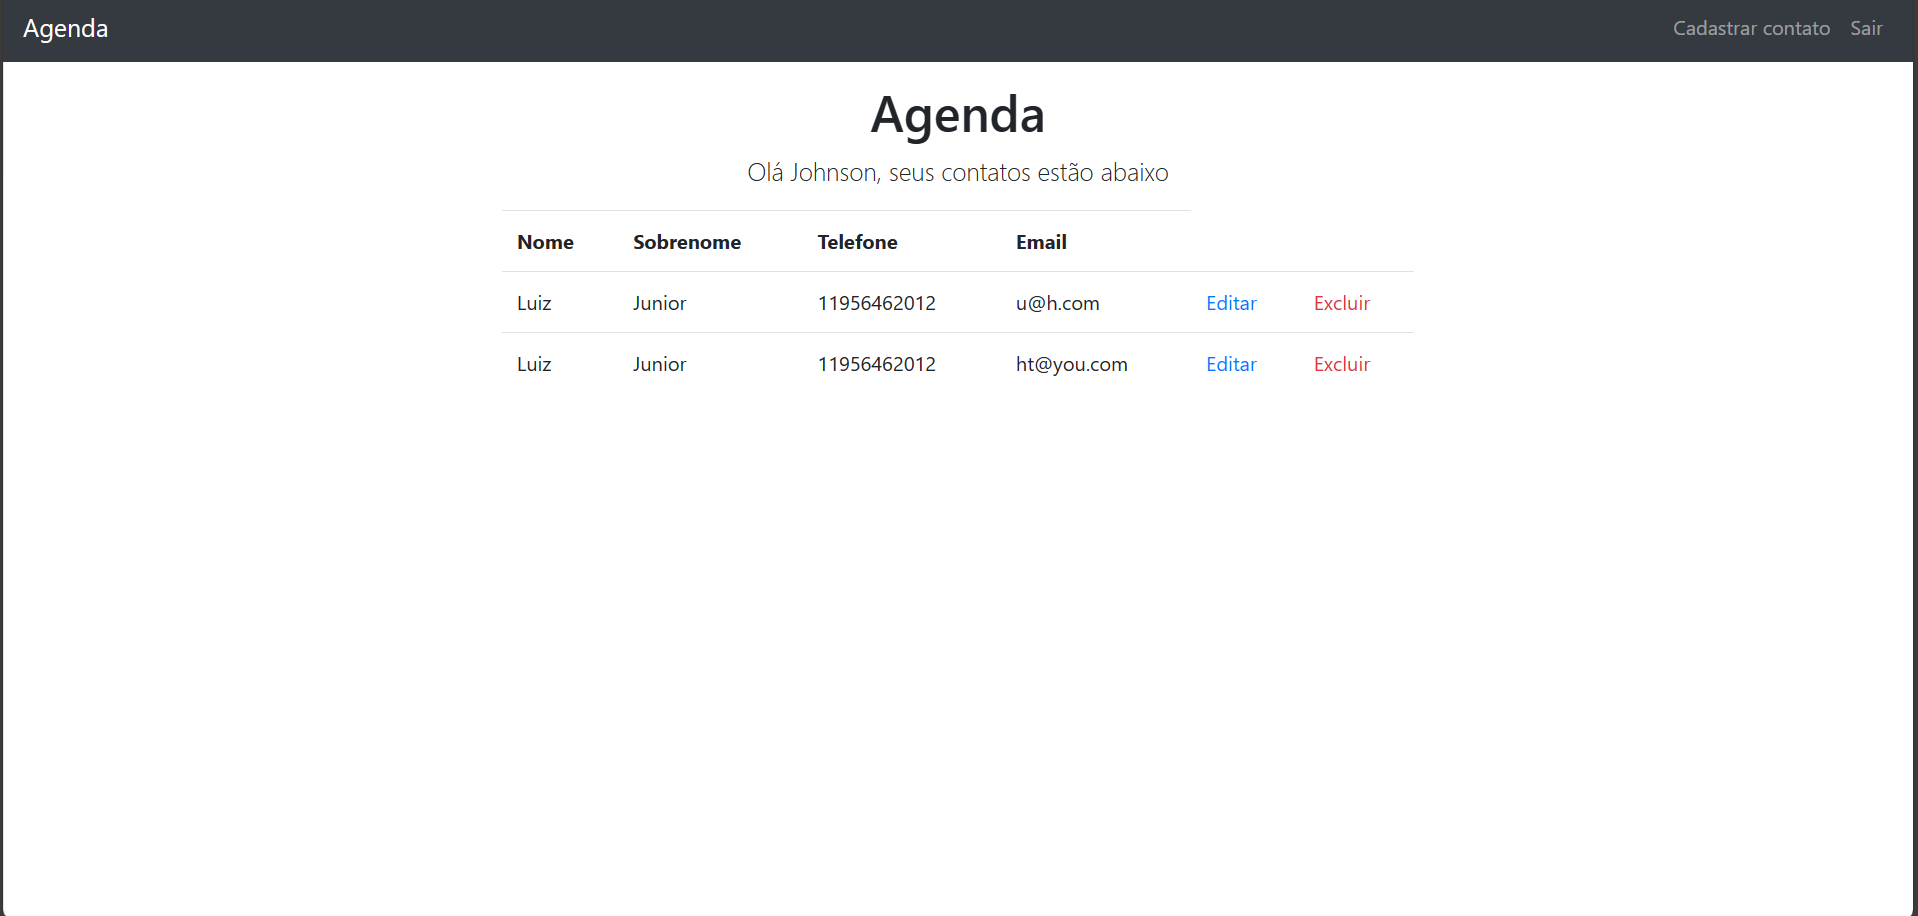 Agenda Cadastrar contato Sair
Agenda
Olá Johnson, seus contatos estão abaixo
Nome Sobrenome Telefone Email
Luiz Junior 11956462012 u@h.com Editar Excluir
Luiz Junior 11956462012 ht@you.com Editar Excluir